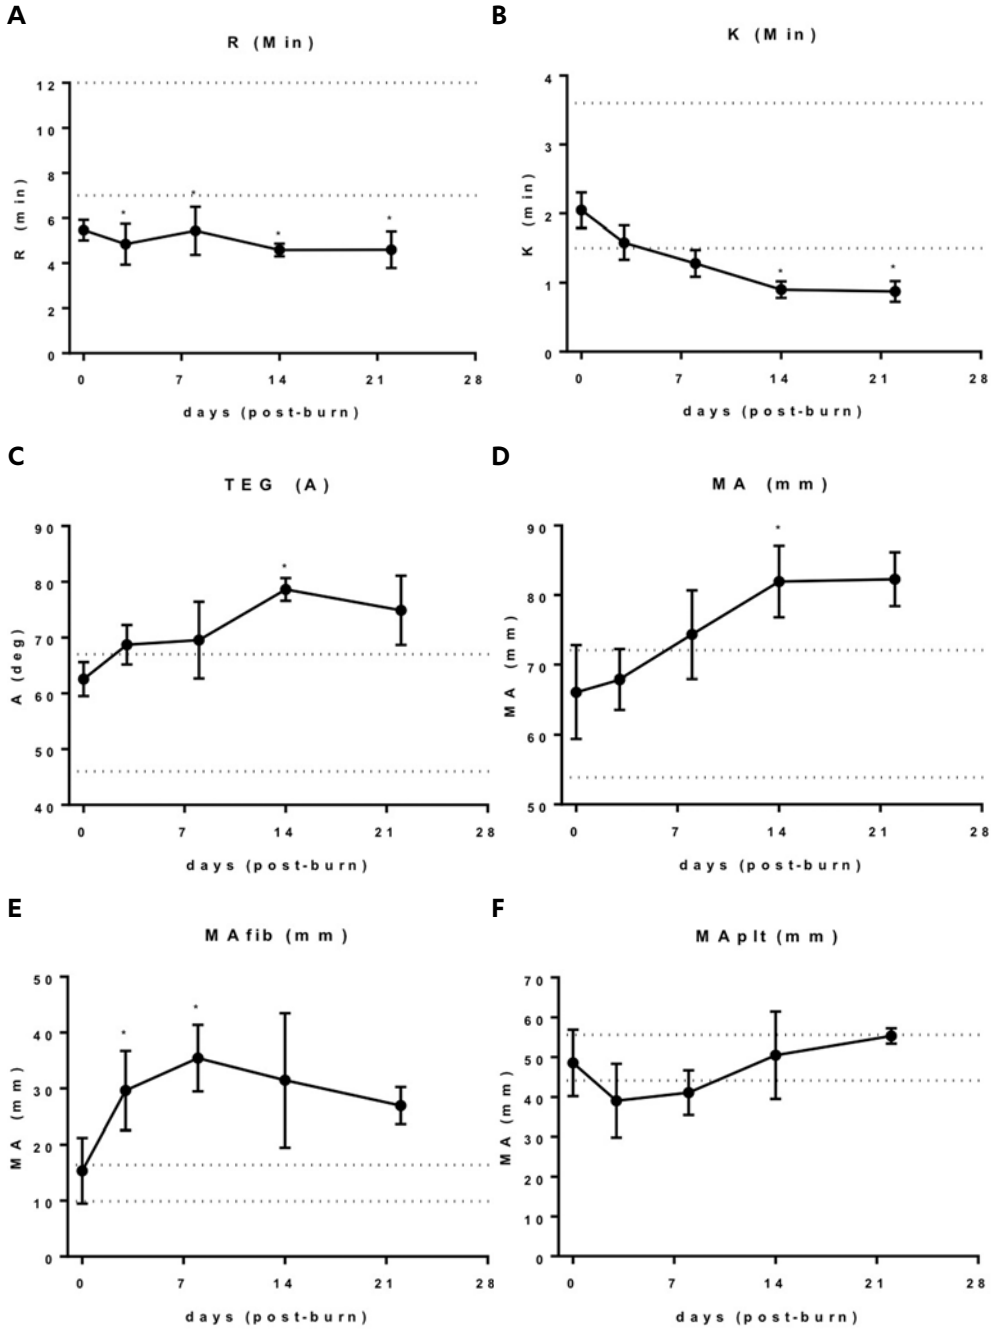 A
R (Min)
12
10
8
6
4
2
0
R (min)
*
*
*
*
0 7 14 21 28
days (post-burn)
B
K (Min)
4
3
2
1
0
K (min)
*
*
0 7 14 21 28
days (post-burn)
C
TEG (A)
90
80
70
60
50
40
A (deg)
*
0 7 14 21 28
days (post-burn)
D
MA (mm)
90
80
70
60
50
MA (mm)
*
0 7 14 21 28
days (post-burn)
E
MAfib (mm)
50
40
30
20
10
0
MA (mm)
*
*
0 7 14 21 28
days (post-burn)
F
MAplt (mm)
70
60
50
40
30
20
10
0
MA (mm)
0 7 14 21 28
days (post-burn)